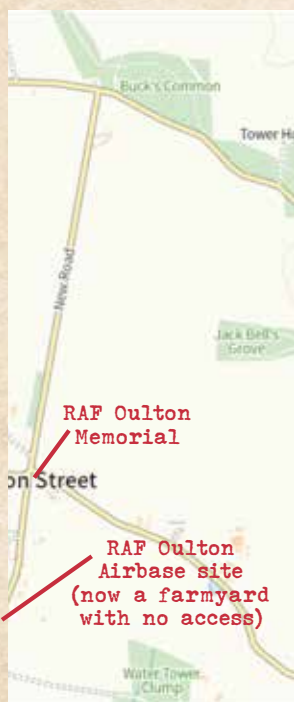 Buck's Common
Tower H
New Road
Jack Bell's
Grove
RAF Oulton
Memorial
on Street
RAF Oulton
Airbase site
(now a farmyard
with no access)
Water Tower
Clump